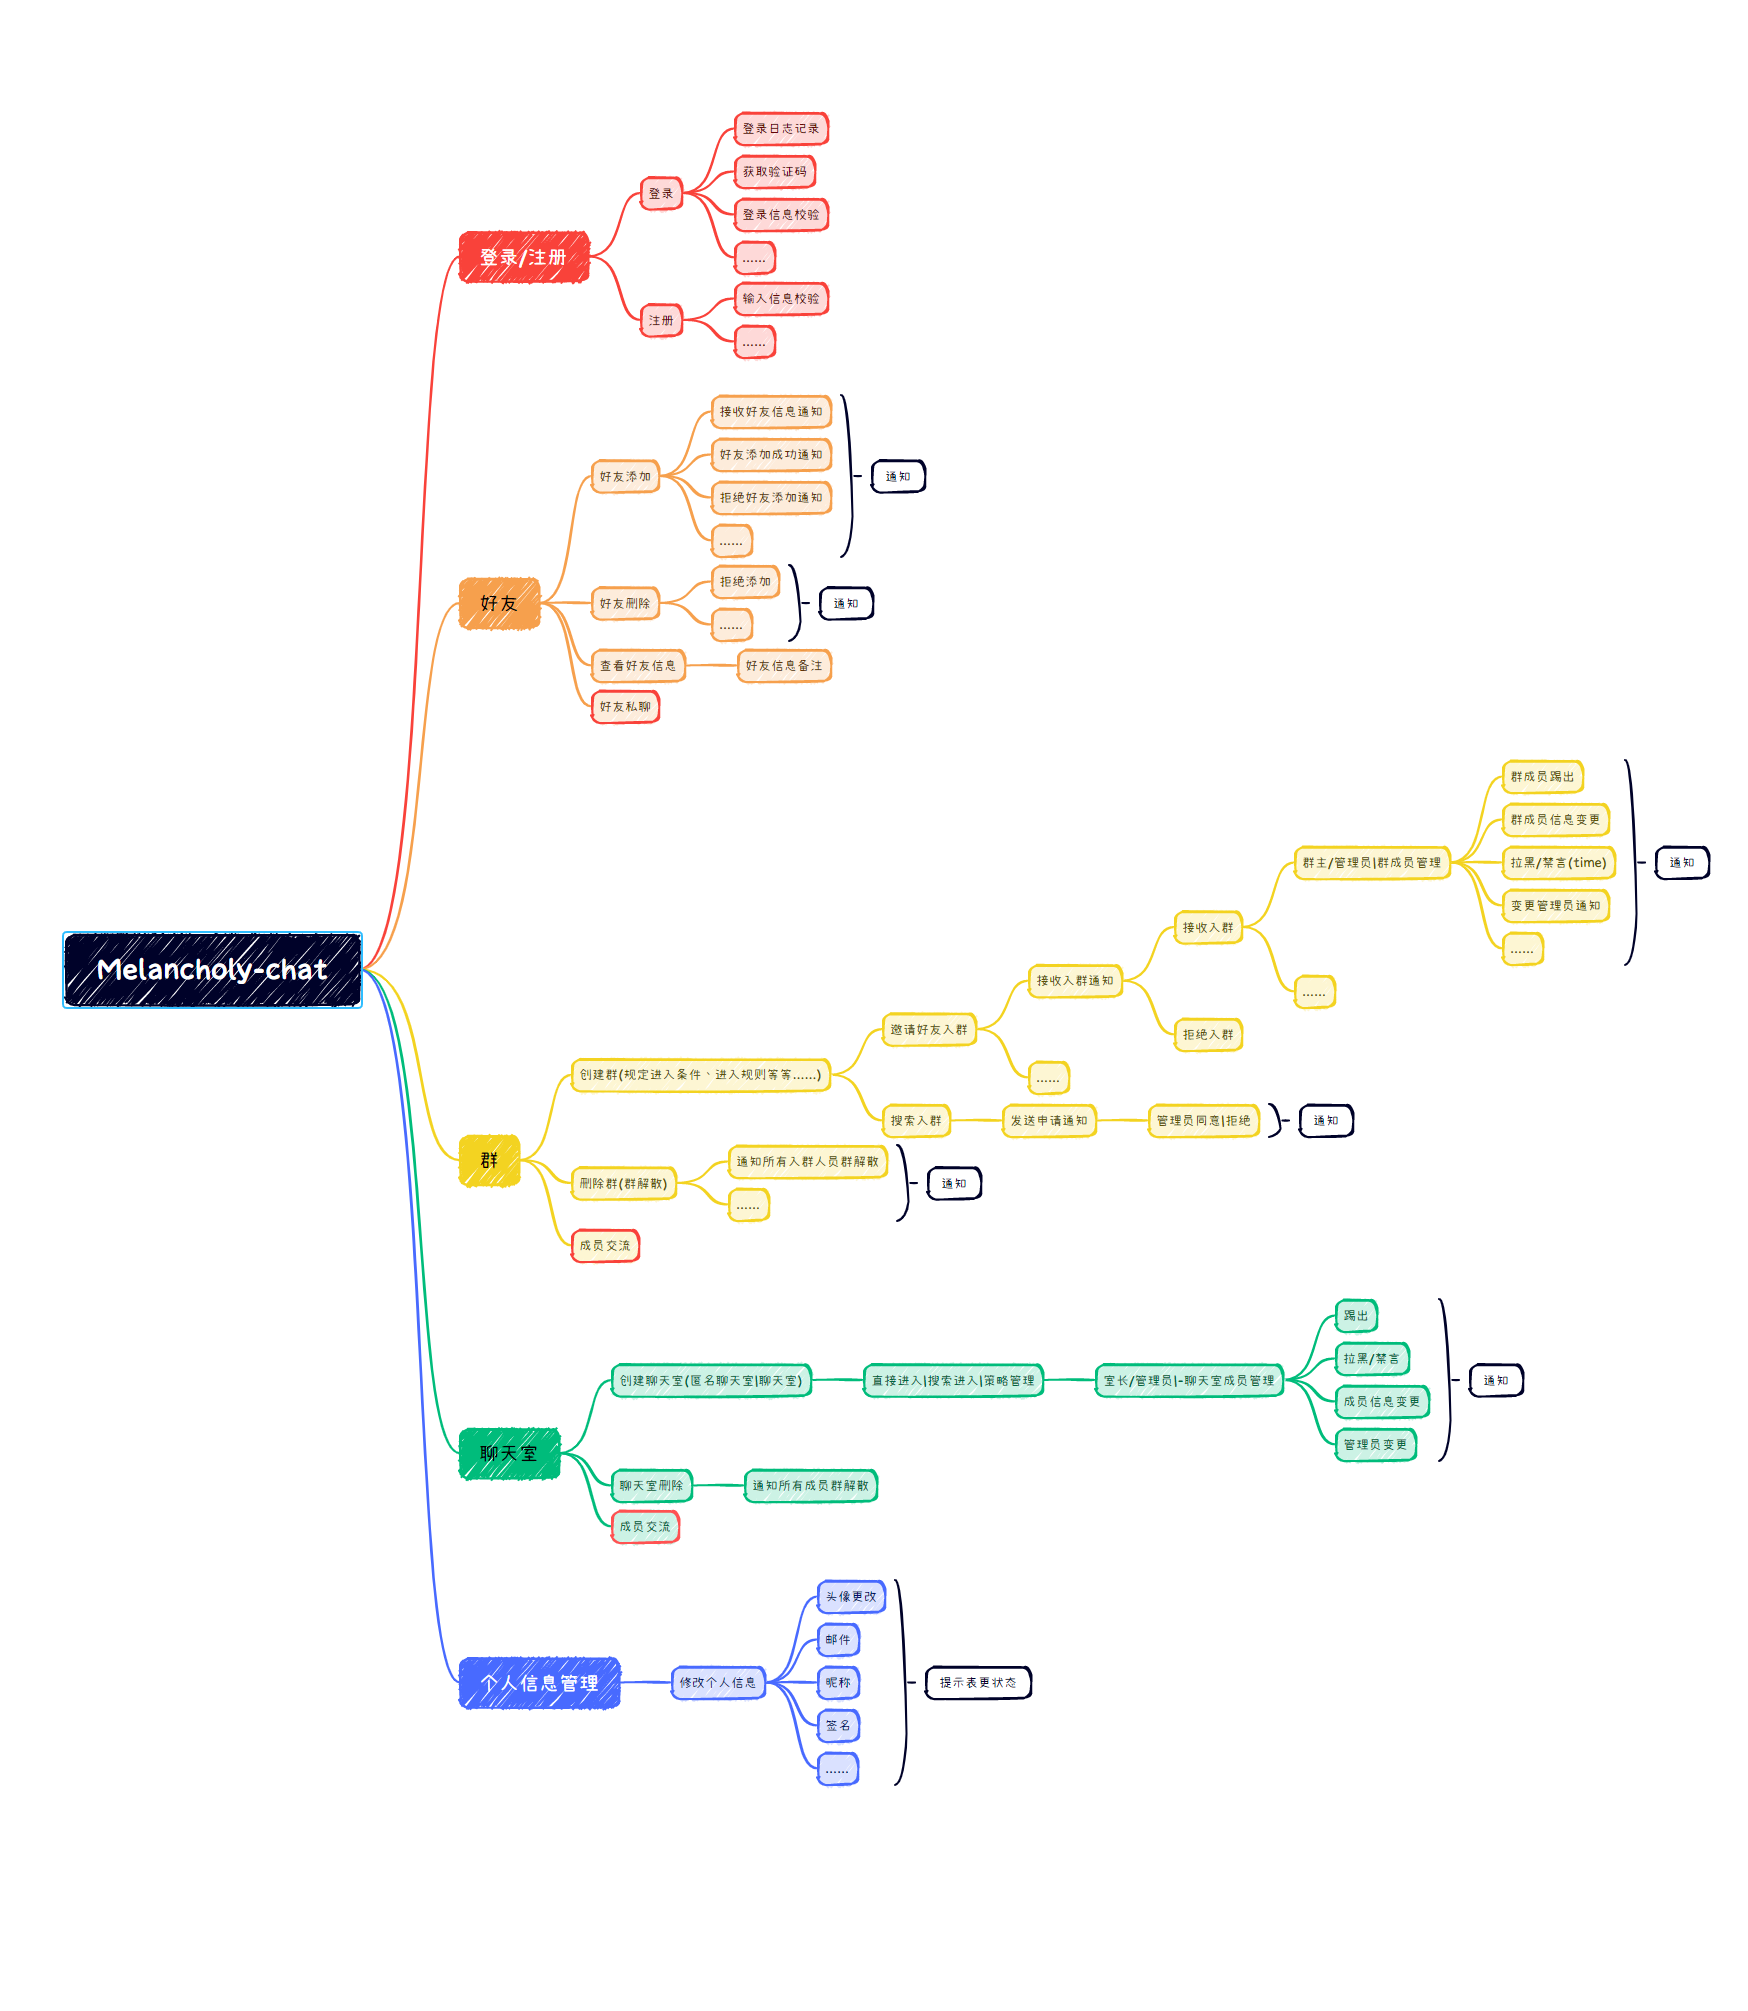 Melancholy-chat
登录/注册
登录
登录日志记录
获取验证码
登录信息校验
......
注册
输入信息校验
......
好友
好友添加
接收好友信息通知
好友添加成功通知
拒绝好友添加通知
......
通知
好友删除
拒绝添加
......
通知
查看好友信息
好友信息备注
好友私聊
群
创建群(规定进入条件、进入规则等等......)
邀请好友入群
接收入群通知
接收入群
群主/管理员\群成员管理
群成员踢出
群成员信息变更
拉黑/禁言(time)
变更管理员通知
......
通知
......
拒绝入群
......
搜索入群
发送申请通知
管理员同意\拒绝
通知
删除群(群解散)
通知所有入群人员群解散
......
通知
成员交流
聊天室
创建聊天室(匿名聊天室\聊天室)
直接进入\搜索进入\策略管理
室长/管理员\-聊天室成员管理
踢出
拉黑/禁言
成员信息变更
管理员变更
通知
聊天室删除
通知所有成员群解散
成员交流
个人信息管理
修改个人信息
头像更改
邮件
昵称
签名
......
提示表更状态